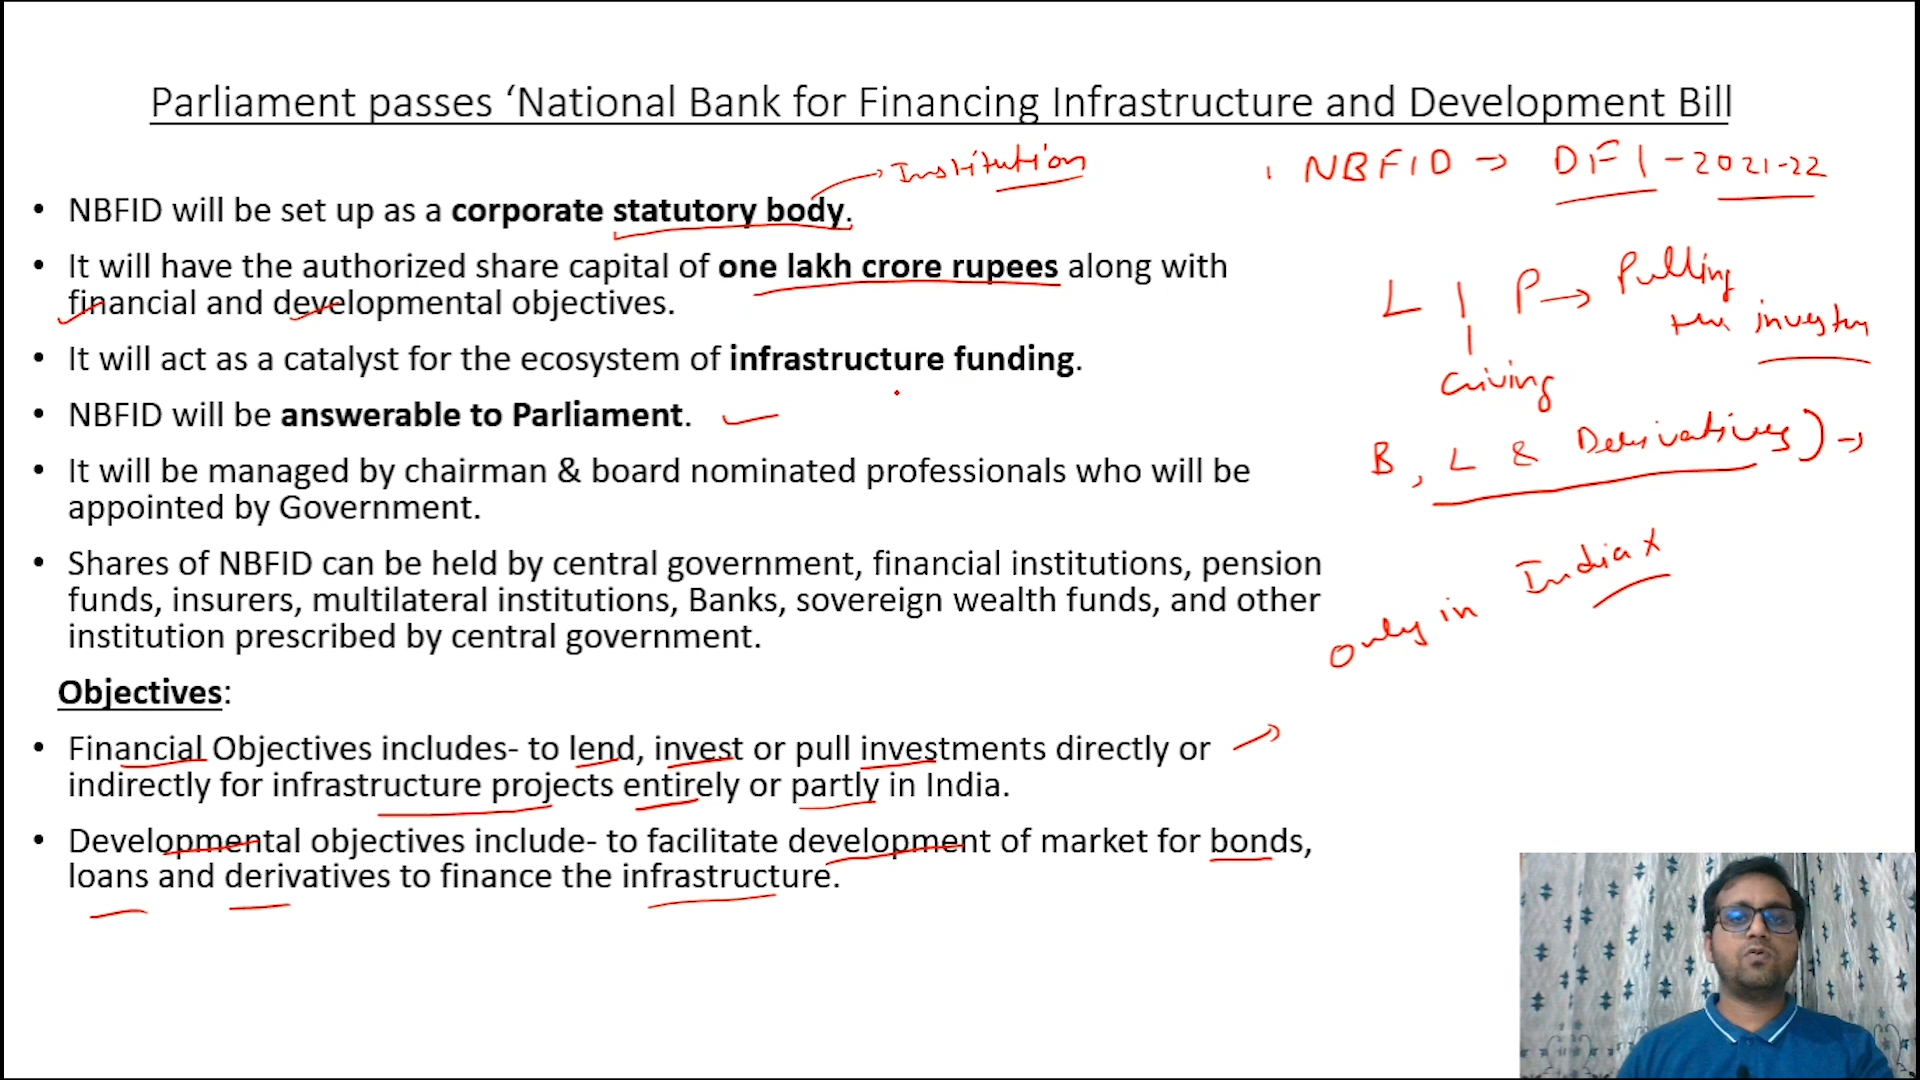 Parliament passes ‘National Bank for Financing Infrastructure and Development Bill
Institution
NBFID → DFI - 2021-22
• NBFID will be set up as a corporate statutory body.
• It will have the authorized share capital of one lakh crore rupees along with
financial and developmental objectives.
L I P → Pulling
the investm
Giving
• It will act as a catalyst for the ecosystem of infrastructure funding.
• NBFID will be answerable to Parliament.
B, L & Derivatives) →
• It will be managed by chairman & board nominated professionals who will be
appointed by Government.
• Shares of NBFID can be held by central government, financial institutions, pension
funds, insurers, multilateral institutions, Banks, sovereign wealth funds, and other
institution prescribed by central government.
only in India x
Objectives:
• Financial Objectives includes- to lend, invest or pull investments directly or
indirectly for infrastructure projects entirely or partly in India.
• Developmental objectives include- to facilitate development of market for bonds,
loans and derivatives to finance the infrastructure.